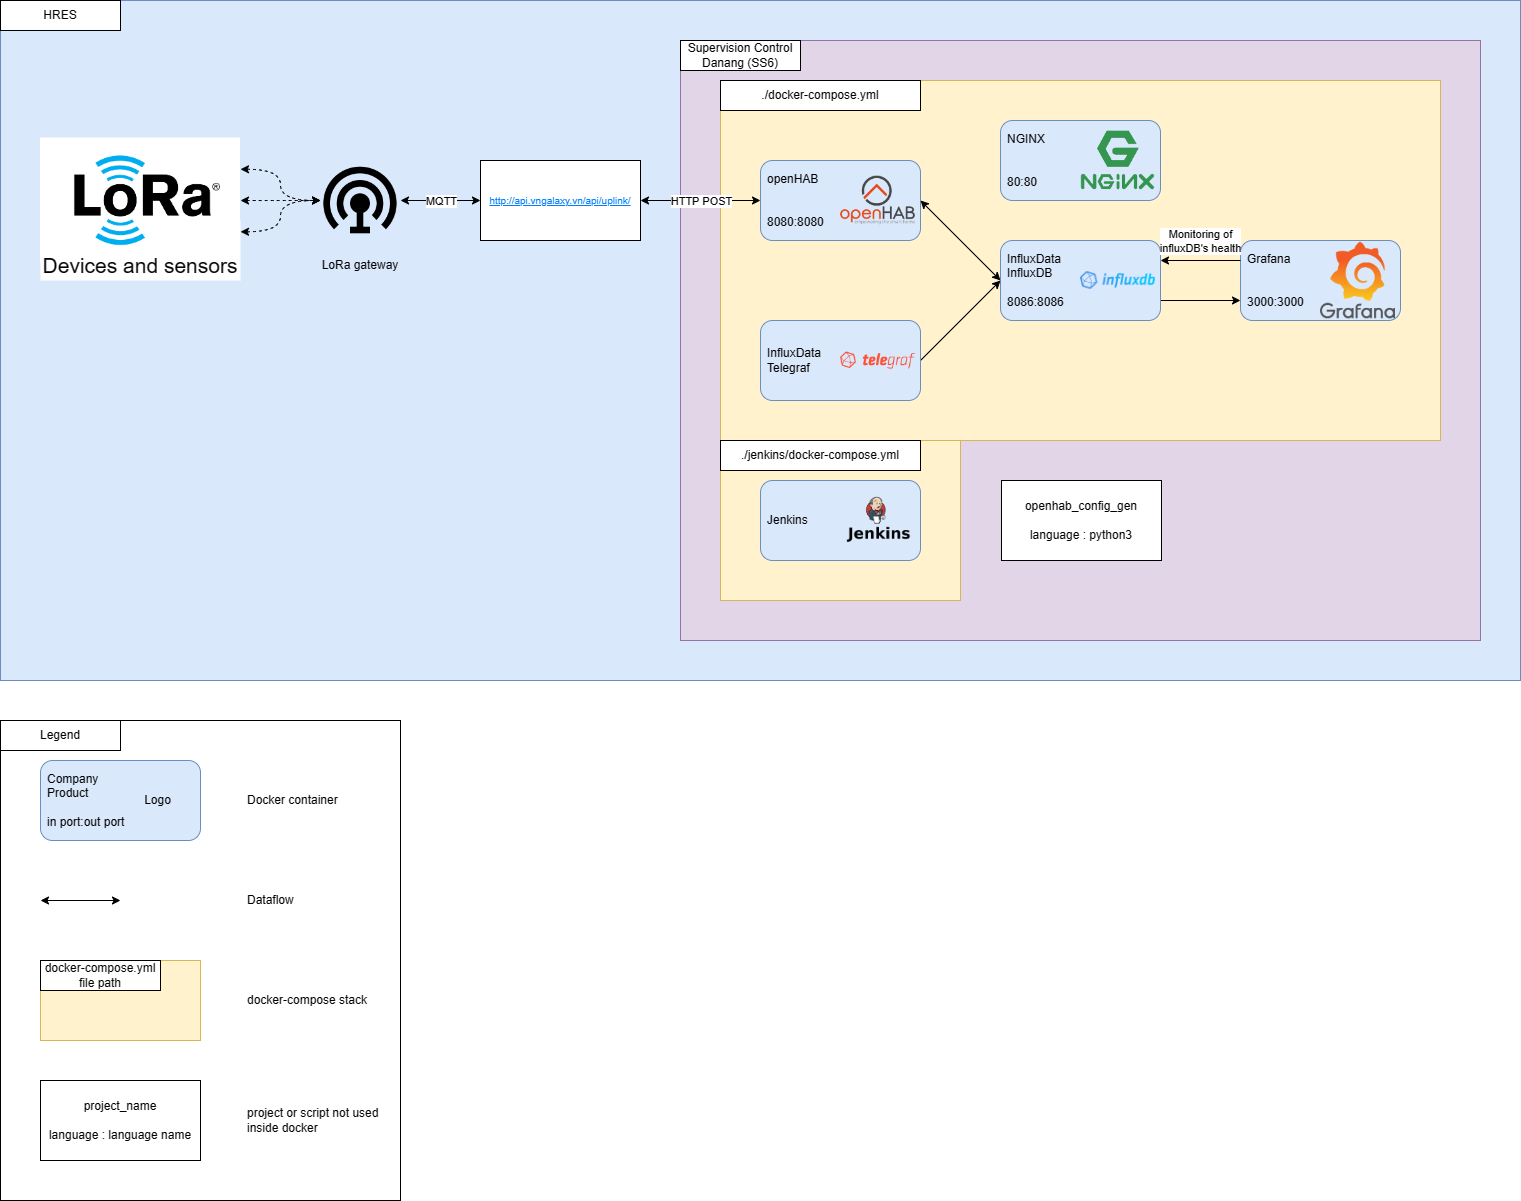 HRES
Supervision Control
Danang (SS6)
./docker-compose.yml
LoRa®
Devices and sensors
LoRa gateway
MQTT
http://api.vngalaxy.vn/api/uplink/
HTTP POST
openHAB
8080:8080
openHAB
NGINX
80:80
NGINX
InfluxData
InfluxDB
8086:8086
influxdb
Monitoring of
influxDB's health
Grafana
3000:3000
Grafana
InfluxData
Telegraf
telegraf
./jenkins/docker-compose.yml
Jenkins
Jenkins
openhab_config_gen
language : python3
Legend
Company
Product
in port:out port
Logo
Docker container
Dataflow
docker-compose.yml
file path
docker-compose stack
project_name
language : language name
project or script not used
inside docker